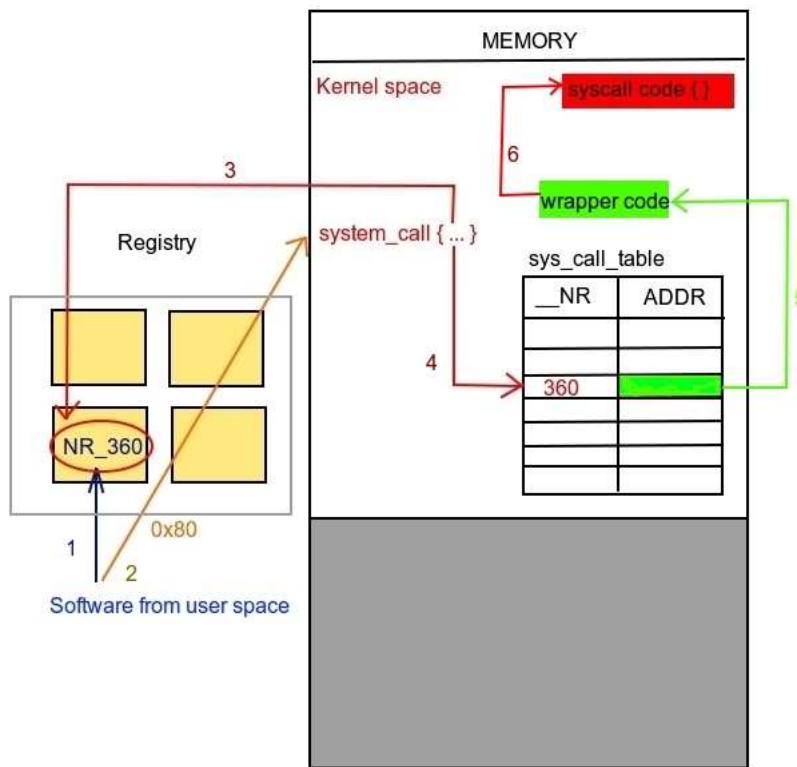 MEMORY
Kernel space
syscall code { }
3
6
wrapper code
Registry
system_call { ... }
sys_call_table
__NR
ADDR
4
360
NR_360
0x80
1
2
Software from user space